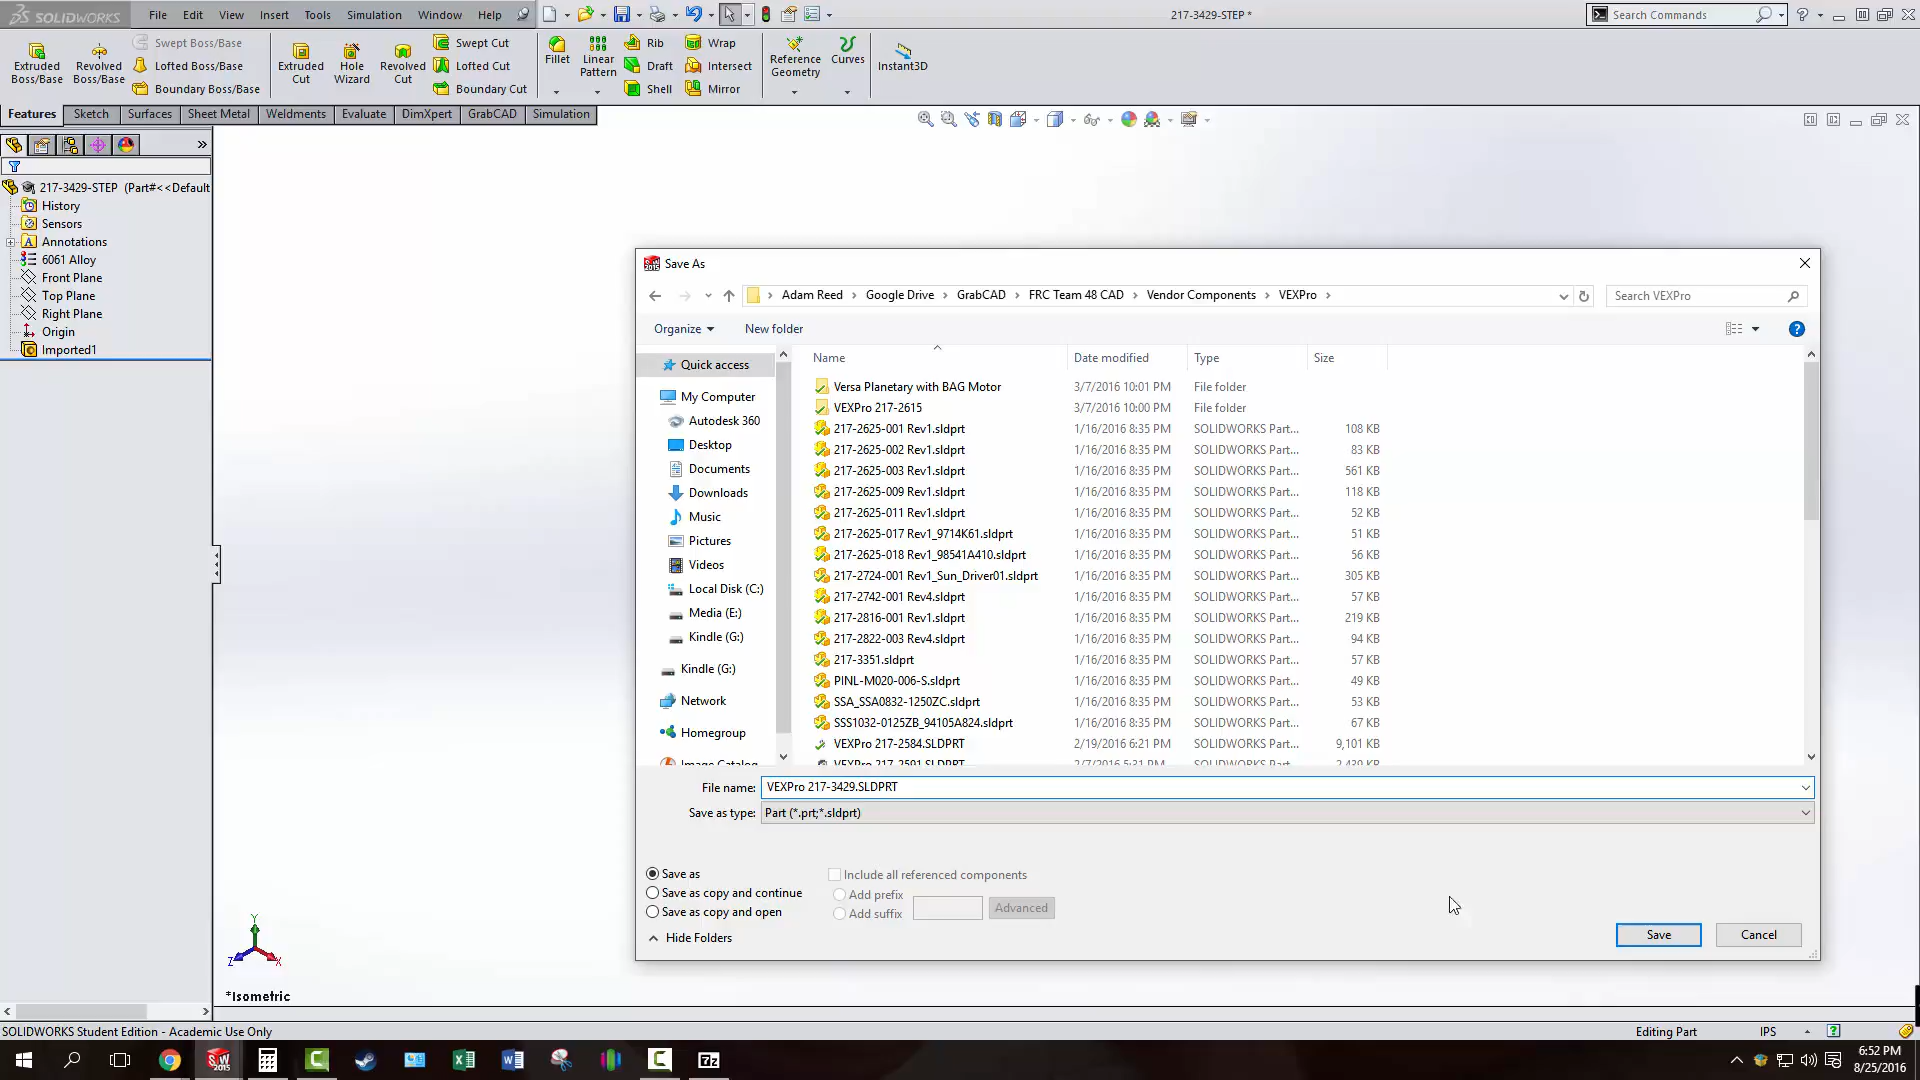 SOLIDWORKS File Edit View Insert Tools Simulation Window Help 217-3429-STEP * Search Commands
Extruded Boss/Base
Revolved Boss/Base
Swept Boss/Base
Lofted Boss/Base
Boundary Boss/Base
Extruded Cut
Hole Wizard
Revolved Cut
Swept Cut
Lofted Cut
Boundary Cut
Fillet
Linear Pattern
Rib
Draft
Shell
Wrap
Intersect
Mirror
Reference Geometry
Curves
Instant3D
Features Sketch Surfaces Sheet Metal Weldments Evaluate DimXpert GrabCAD Simulation
217-3429-STEP (Part#<<Default
History
Sensors
Annotations
6061 Alloy
Front Plane
Top Plane
Right Plane
Origin
Imported1
Save As
Adam Reed Google Drive GrabCAD FRC Team 48 CAD Vendor Components VEXPro Search VEXPro
Organize New folder
Quick access
My Computer
Autodesk 360
Desktop
Documents
Downloads
Music
Pictures
Videos
Local Disk (C:)
Media (E:)
Kindle (G:)
Kindle (G:)
Network
Homegroup
Image Catalog
Name Date modified Type Size
Versa Planetary with BAG Motor 3/7/2016 10:01 PM File folder
VEXPro 217-2615 3/7/2016 10:00 PM File folder
217-2625-001 Rev1.sldprt 1/16/2016 8:35 PM SOLIDWORKS Part... 108 KB
217-2625-002 Rev1.sldprt 1/16/2016 8:35 PM SOLIDWORKS Part... 83 KB
217-2625-003 Rev1.sldprt 1/16/2016 8:35 PM SOLIDWORKS Part... 561 KB
217-2625-009 Rev1.sldprt 1/16/2016 8:35 PM SOLIDWORKS Part... 118 KB
217-2625-011 Rev1.sldprt 1/16/2016 8:35 PM SOLIDWORKS Part... 52 KB
217-2625-017 Rev1_9714K61.sldprt 1/16/2016 8:35 PM SOLIDWORKS Part... 51 KB
217-2625-018 Rev1_98541A410.sldprt 1/16/2016 8:35 PM SOLIDWORKS Part... 56 KB
217-2724-001 Rev1_Sun_Driver01.sldprt 1/16/2016 8:35 PM SOLIDWORKS Part... 305 KB
217-2742-001 Rev4.sldprt 1/16/2016 8:35 PM SOLIDWORKS Part... 57 KB
217-2816-001 Rev1.sldprt 1/16/2016 8:35 PM SOLIDWORKS Part... 219 KB
217-2822-003 Rev4.sldprt 1/16/2016 8:35 PM SOLIDWORKS Part... 94 KB
217-3351.sldprt 1/16/2016 8:35 PM SOLIDWORKS Part... 57 KB
PINL-M020-006-S.sldprt 1/16/2016 8:35 PM SOLIDWORKS Part... 49 KB
SSA_SSA0832-1250ZC.sldprt 1/16/2016 8:35 PM SOLIDWORKS Part... 53 KB
SSS1032-0125ZB_94105A824.sldprt 1/16/2016 8:35 PM SOLIDWORKS Part... 67 KB
VEXPro 217-2584.SLDPRT 2/19/2016 6:21 PM SOLIDWORKS Part... 9,101 KB
VEXPro 217-2591.SLDPRT 2/7/2016 5:31 PM SOLIDWORKS Part... 2,439 KB
File name: VEXPro 217-3429.SLDPRT
Save as type: Part (*.prt;*.sldprt)
Save as
Save as copy and continue
Save as copy and open
Include all referenced components
Add prefix
Add suffix
Advanced
Hide Folders
Save Cancel
Y
Z X
*Isometric
SOLIDWORKS Student Edition - Academic Use Only Editing Part IPS
6:52 PM
8/25/2016